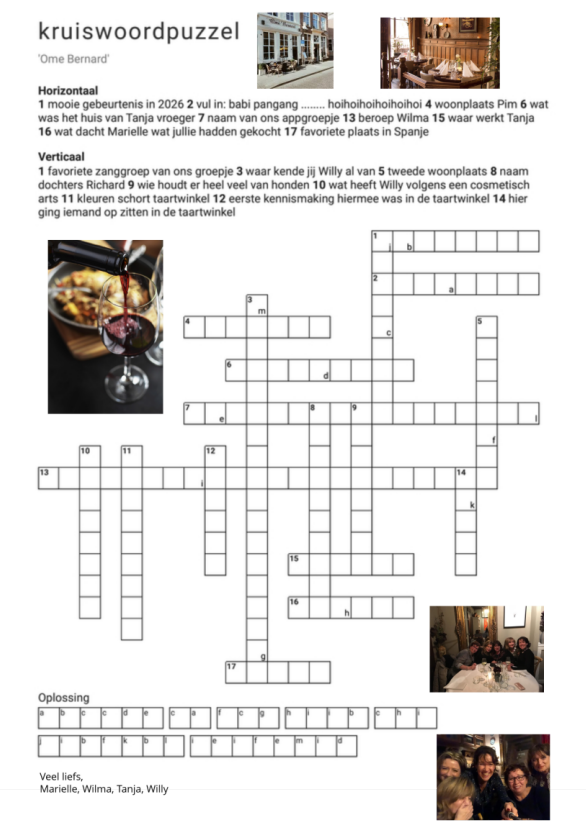 kruiswoordpuzzel
'Ome Bernard'
Horizontaal
1 mooie gebeurtenis in 2026 2 vul in: babi pangang ........ hoihoihoihoihoihoi 4 woonplaats Pim 6 wat
was het huis van Tanja vroeger 7 naam van ons appgroepje 13 beroep Wilma 15 waar werkt Tanja
16 wat dacht Marielle wat jullie hadden gekocht 17 favoriete plaats in Spanje
Verticaal
1 favoriete zanggroep van ons groepje 3 waar kende jij Willy al van 5 tweede woonplaats 8 naam
dochters Richard 9 wie houdt er heel veel van honden 10 wat heeft Willy volgens een cosmetisch
arts 11 kleuren schort taartwinkel 12 eerste kennismaking hiermee was in de taartwinkel 14 hier
ging iemand op zitten in de taartwinkel
1 j b
2 a
3 m
4 c 5
6 d
7 e 8 9 l
f
10 11 12
13 i 14
k
15
16 h
g
17
Oplossing
a b c c d e c a f c g h i i b c h i
j i b f k b l i e i f e m i d
Veel liefs,
Marielle, Wilma, Tanja, Willy